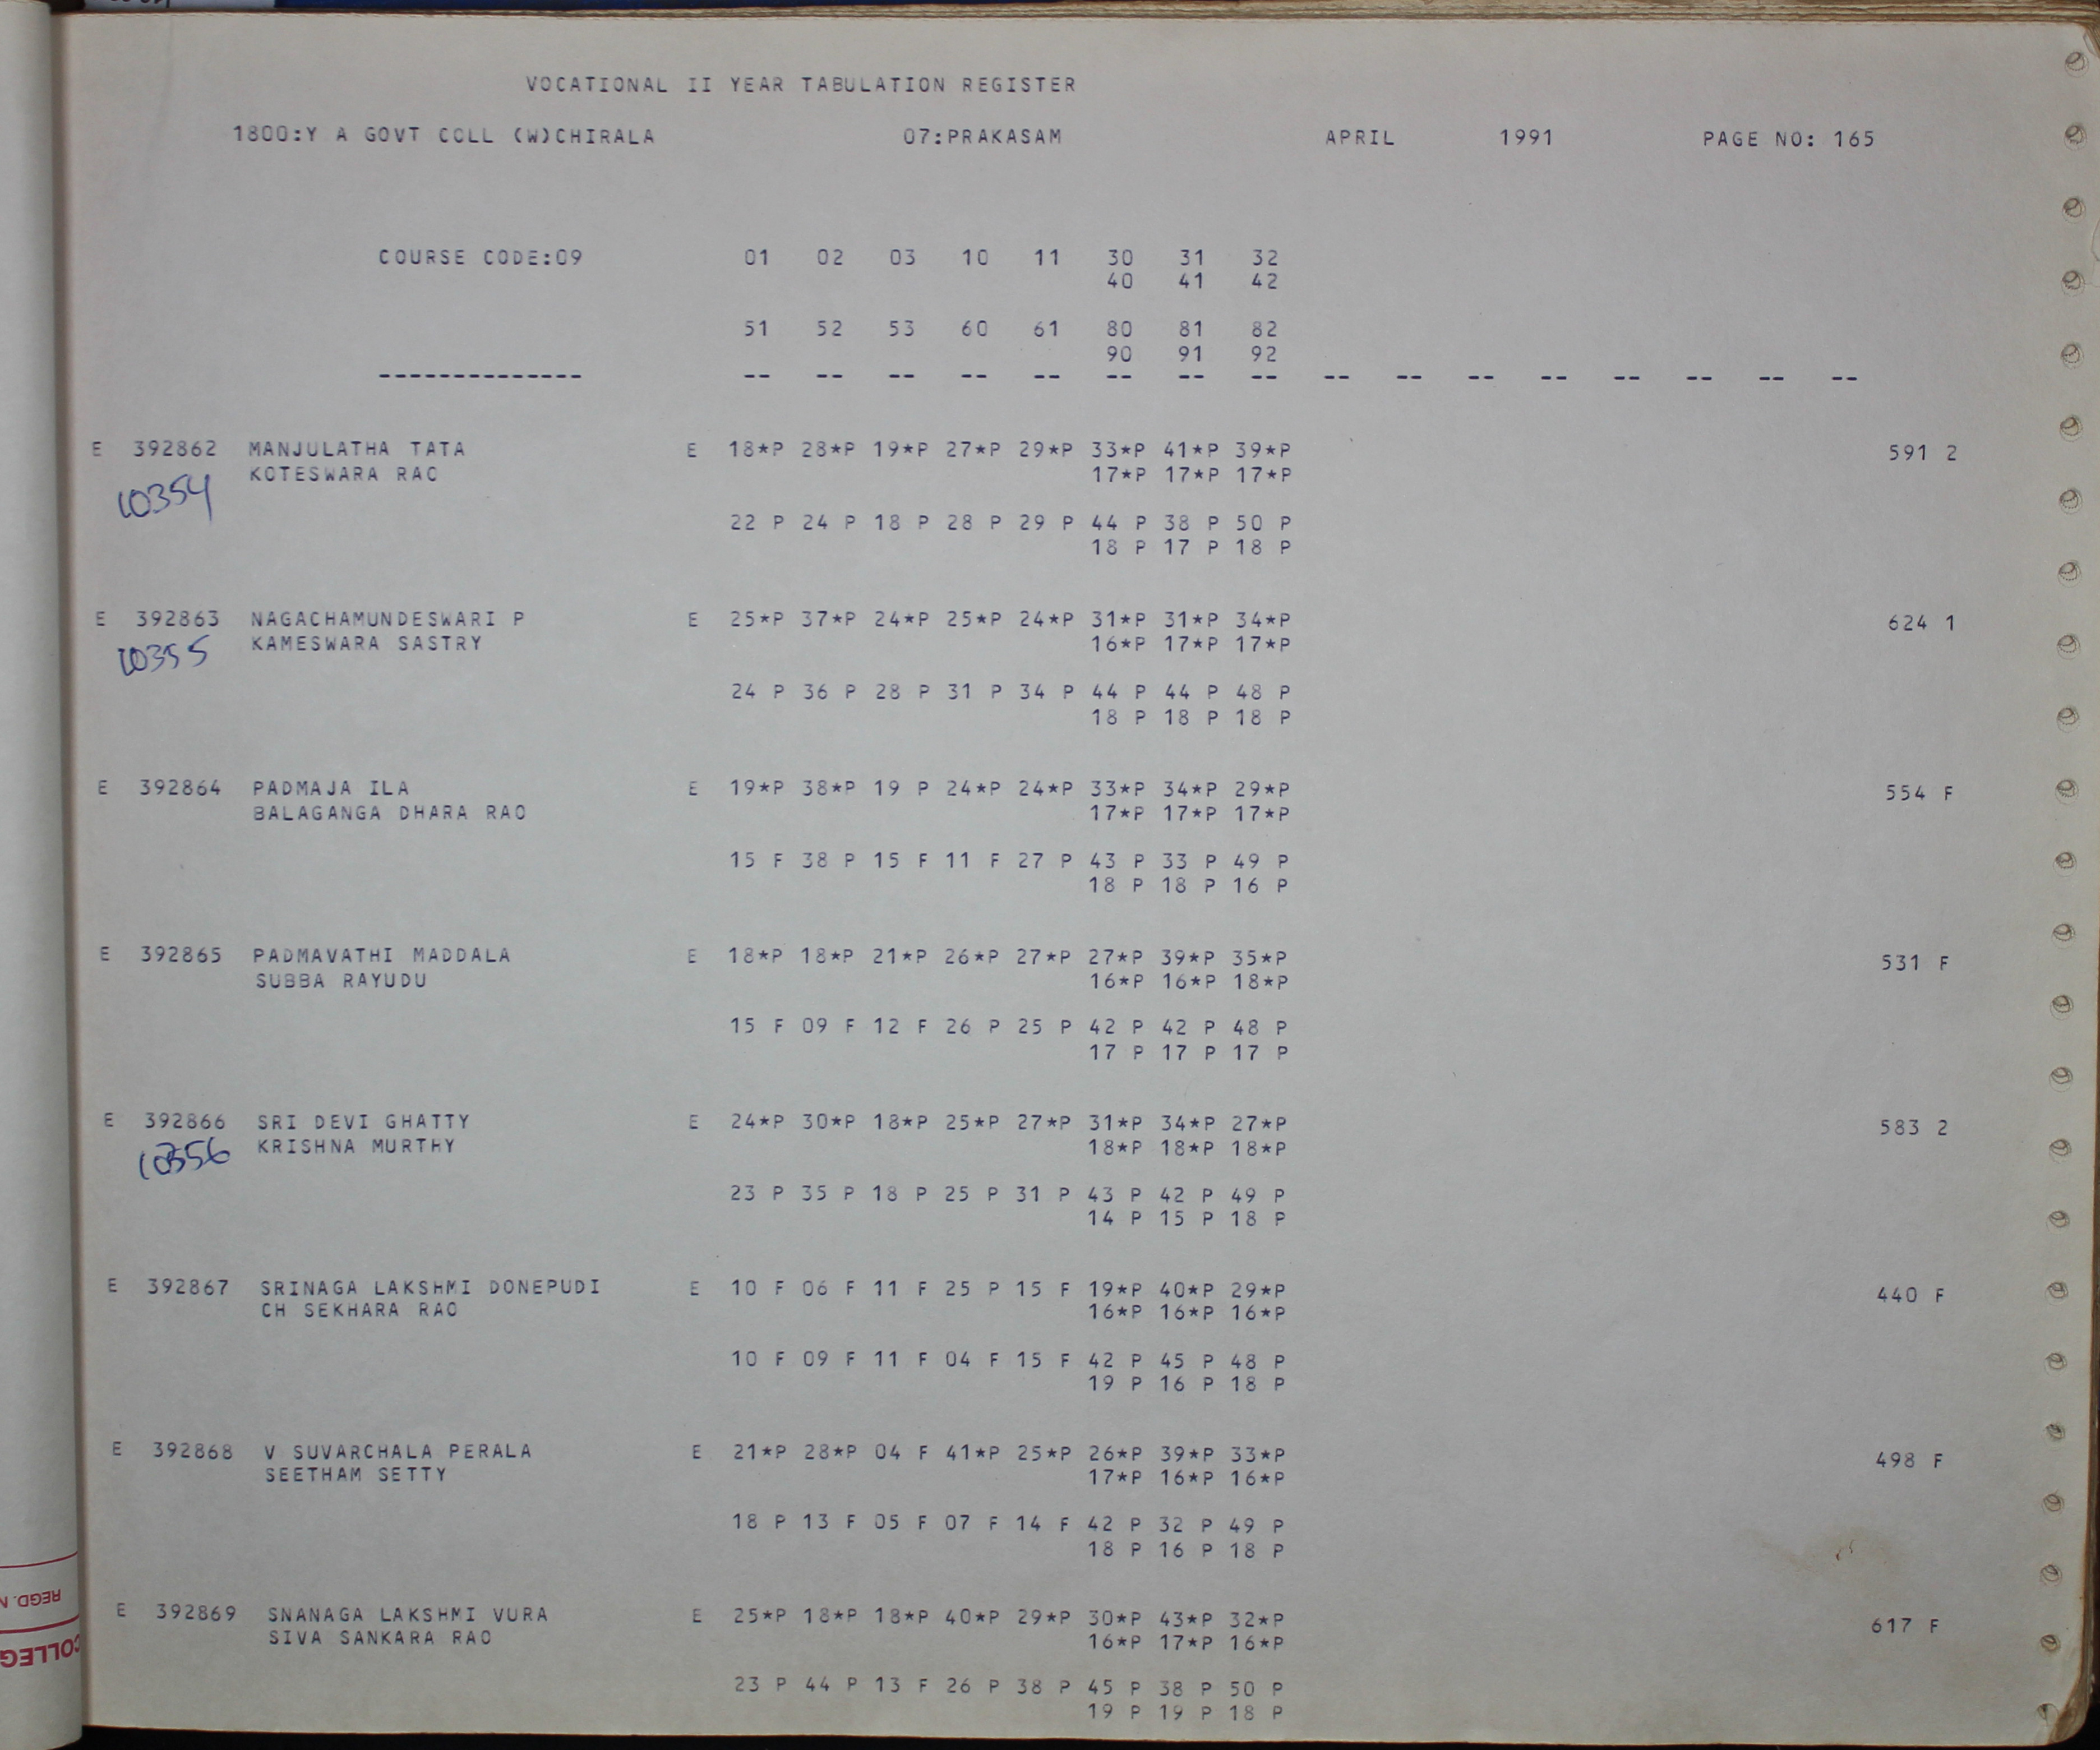 VOCATIONAL II YEAR TABULATION REGISTER
1800:Y A GOVT COLL (W)CHIRALA 07:PRAKASAM APRIL 1991 PAGE NO: 165
COURSE CODE:09 01 02 03 10 11 30 31 32
40 41 42
51 52 53 60 61 80 81 82
90 91 92
-------------- -- -- -- -- -- -- -- -- -- -- -- -- -- -- -- --
E 392862 MANJULATHA TATA E 18*P 28*P 19*P 27*P 29*P 33*P 41*P 39*P 591 2
KOTESWARA RAO 17*P 17*P 17*P
10354
22 P 24 P 18 P 28 P 29 P 44 P 38 P 50 P
18 P 17 P 18 P
E 392863 NAGACHAMUNDESWARI P E 25*P 37*P 24*P 25*P 24*P 31*P 31*P 34*P 624 1
KAMESWARA SASTRY 16*P 17*P 17*P
10355
24 P 36 P 28 P 31 P 34 P 44 P 44 P 48 P
18 P 18 P 18 P
E 392864 PADMAJA ILA E 19*P 38*P 19 P 24*P 24*P 33*P 34*P 29*P 554 F
BALAGANGA DHARA RAO 17*P 17*P 17*P
15 F 38 P 15 F 11 F 27 P 43 P 33 P 49 P
18 P 18 P 16 P
E 392865 PADMAVATHI MADDALA E 18*P 18*P 21*P 26*P 27*P 27*P 39*P 35*P 531 F
SUBBA RAYUDU 16*P 16*P 18*P
15 F 09 F 12 F 26 P 25 P 42 P 42 P 48 P
17 P 17 P 17 P
E 392866 SRI DEVI GHATTY E 24*P 30*P 18*P 25*P 27*P 31*P 34*P 27*P 583 2
KRISHNA MURTHY 18*P 18*P 18*P
10356
23 P 35 P 18 P 25 P 31 P 43 P 42 P 49 P
14 P 15 P 18 P
E 392867 SRINAGA LAKSHMI DONEPUDI E 10 F 06 F 11 F 25 P 15 F 19*P 40*P 29*P 440 F
CH SEKHARA RAO 16*P 16*P 16*P
10 F 09 F 11 F 04 F 15 F 42 P 45 P 48 P
19 P 16 P 18 P
E 392868 V SUVARCHALA PERALA E 21*P 28*P 04 F 41*P 25*P 26*P 39*P 33*P 498 F
SEETHAM SETTY 17*P 16*P 16*P
18 P 13 F 05 F 07 F 14 F 42 P 32 P 49 P
18 P 16 P 18 P
E 392869 SNANAGA LAKSHMI VURA E 25*P 18*P 18*P 40*P 29*P 30*P 43*P 32*P 617 F
SIVA SANKARA RAO 16*P 17*P 16*P
23 P 44 P 13 F 26 P 38 P 45 P 38 P 50 P
19 P 19 P 18 P
REGD. N
COLLEG